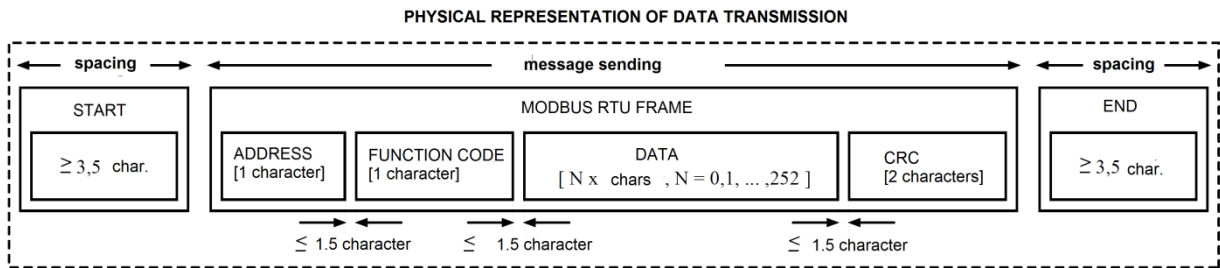 PHYSICAL REPRESENTATION OF DATA TRANSMISSION
spacing
message sending
spacing
START
MODBUS RTU FRAME
END
≥ 3,5 char.
ADDRESS
[1 character]
FUNCTION CODE
[1 character]
DATA
[ N x chars , N = 0,1, ... ,252 ]
CRC
[2 characters]
≥ 3,5 char.
≤ 1.5 character
≤ 1.5 character
≤ 1.5 character